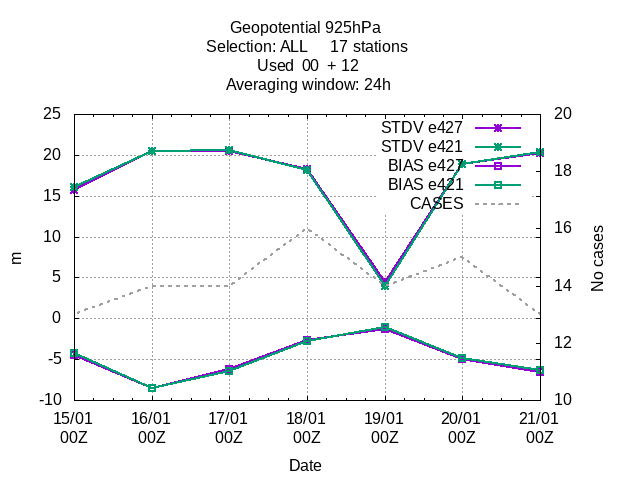 Geopotential 925hPa
Selection: ALL     17 stations
Used  00  + 12
Averaging window: 24h
25
20
15
10
5
0
-5
-10
m
20
18
16
14
12
10
No cases
STDV e427
STDV e421
BIAS e427
BIAS e421
CASES
15/01 16/01 17/01 18/01 19/01 20/01 21/01
00Z 00Z 00Z 00Z 00Z 00Z 00Z
Date